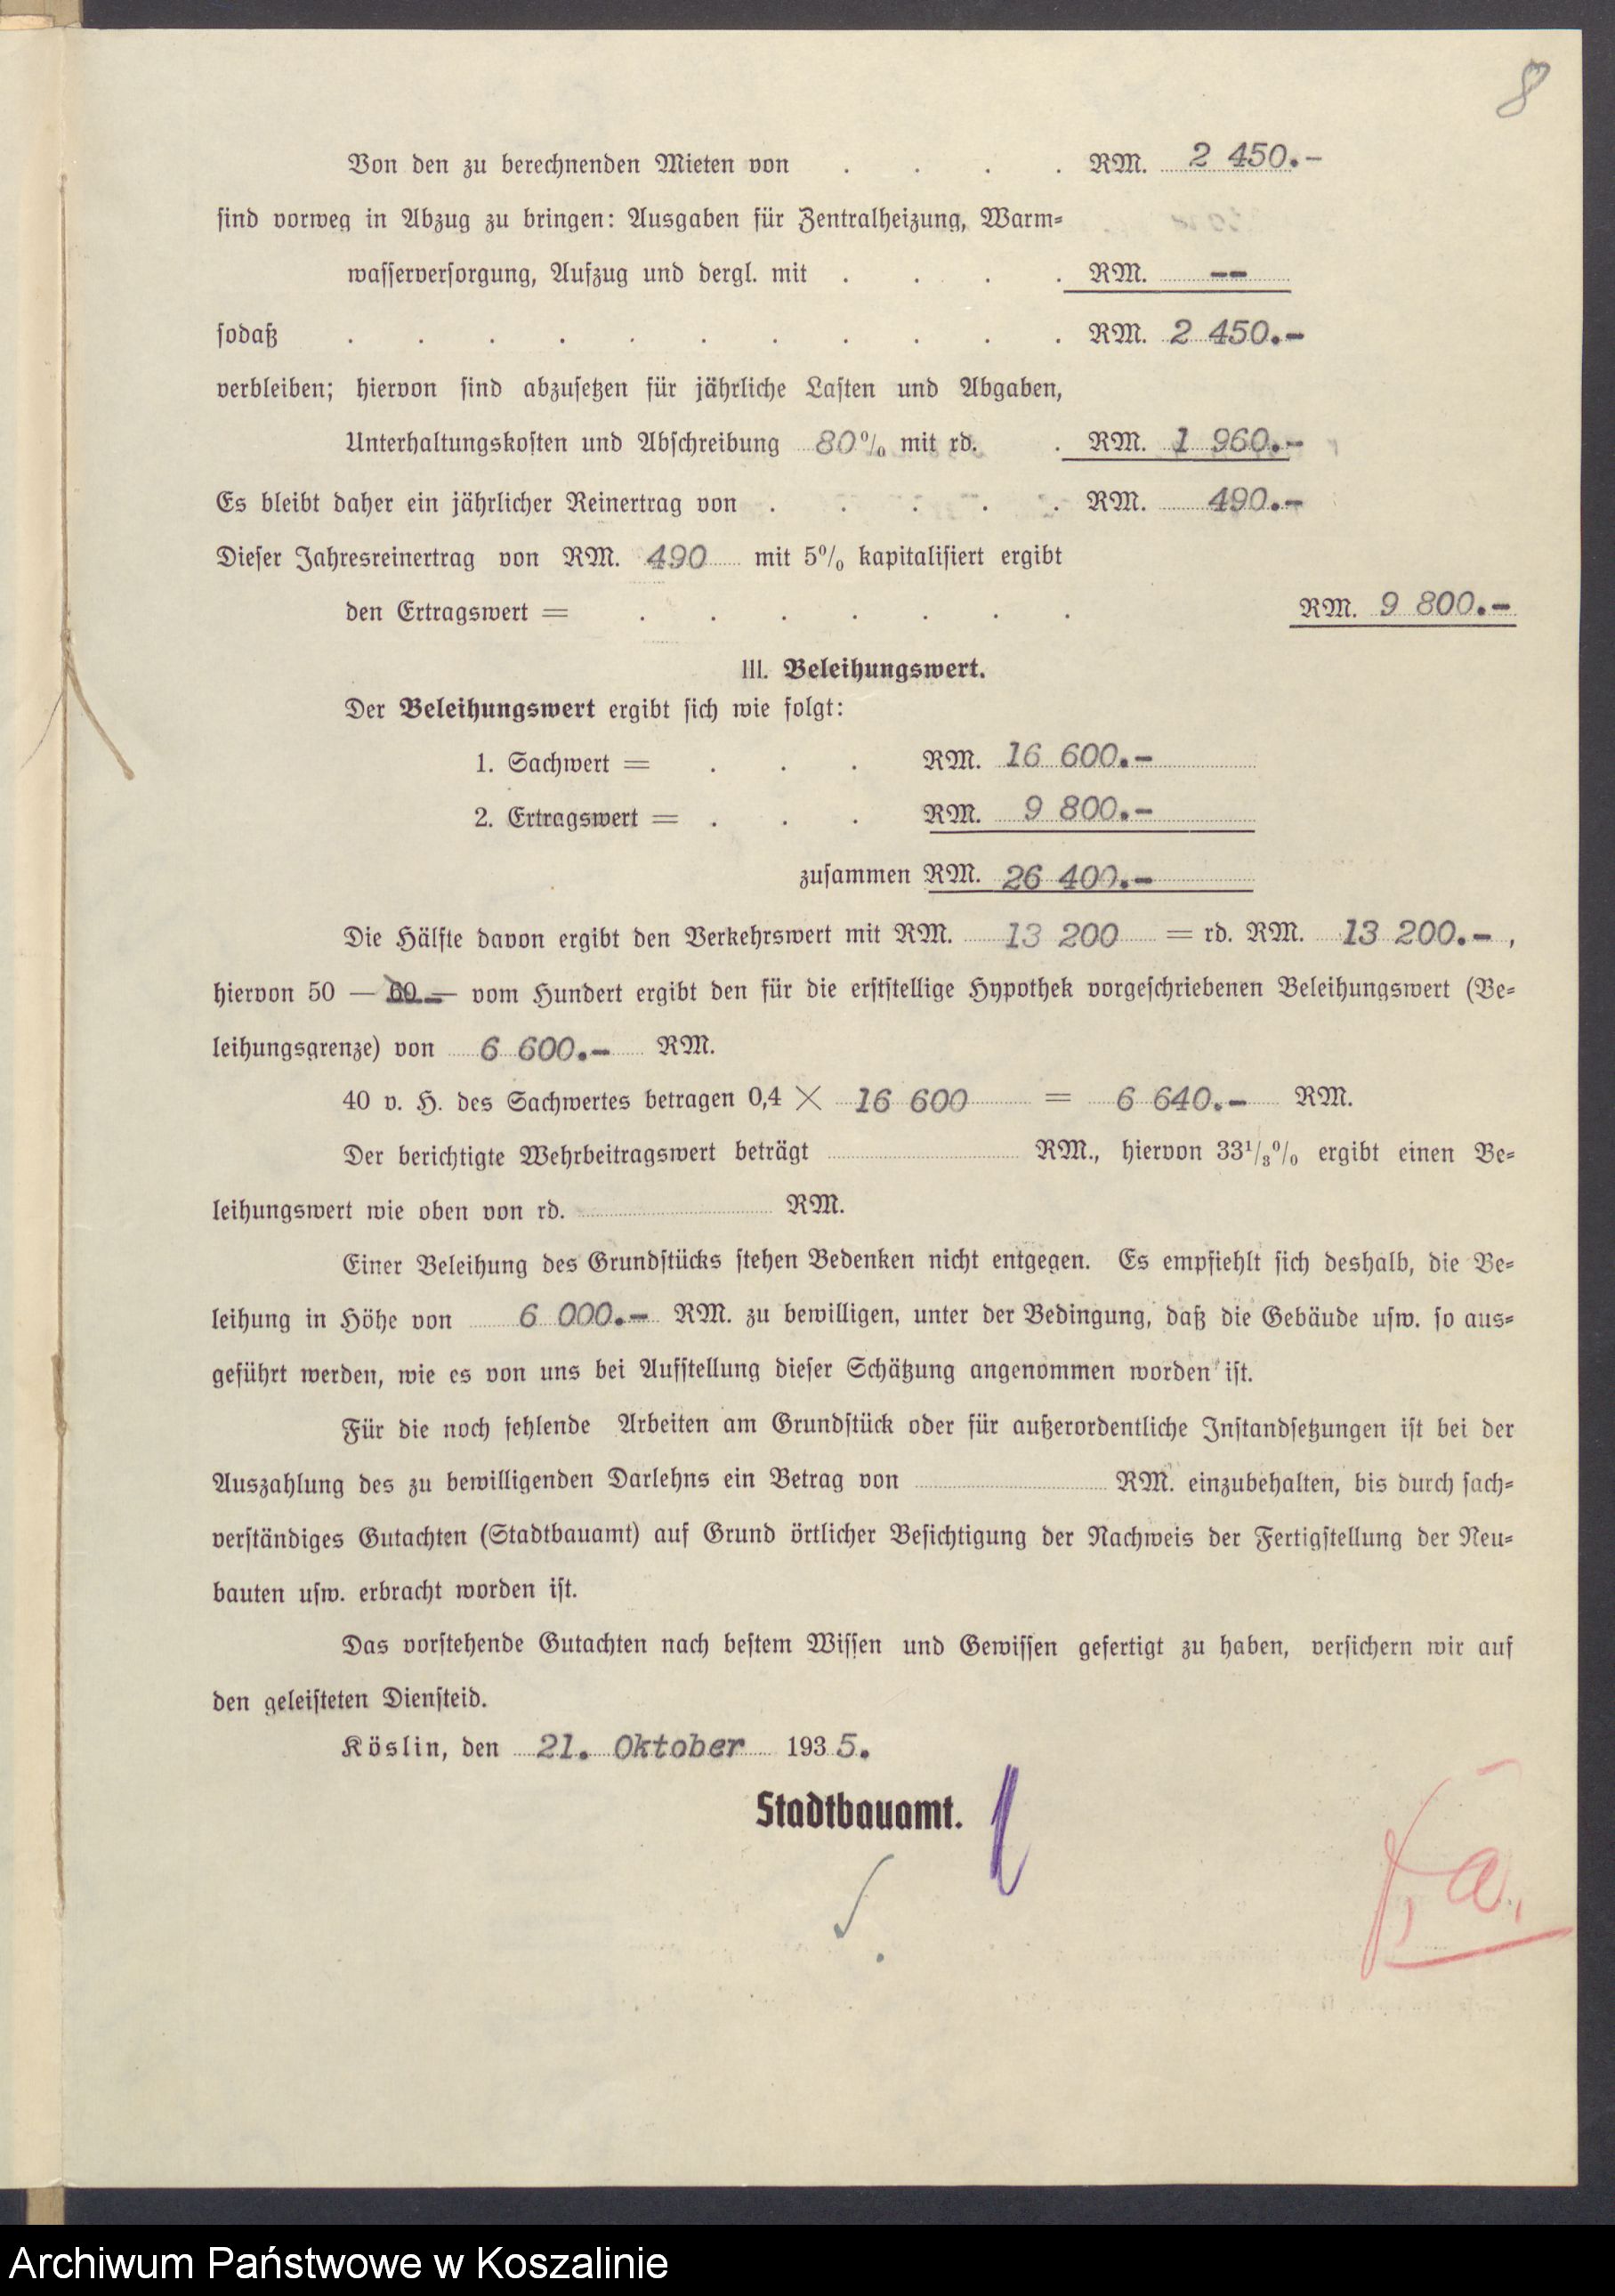 8
Von den zu berechnenden Mieten von . . . . RM. 2 450.-
sind vorweg in Abzug zu bringen: Ausgaben für Zentralheizung, Warm=
wasserversorgung, Aufzug und dergl. mit . . . . RM. --
sodaß . . . . . . . . . . . RM. 2 450.-
verbleiben; hiervon sind abzusetzen für jährliche Lasten und Abgaben,
Unterhaltungskosten und Abschreibung 80% mit rd. . RM. 1 960.-
Es bleibt daher ein jährlicher Reinertrag von . . . . . RM. 490.-
Dieser Jahresreinertrag von RM. 490 mit 5% kapitalisiert ergibt
den Ertragswert = . . . . . . . RM. 9 800.-
III. Beleihungswert.
Der Beleihungswert ergibt sich wie folgt:
1. Sachwert = . . . RM. 16 600.-
2. Ertragswert = . . . RM. 9 800.-
zusammen RM. 26 400.-
Die Hälfte davon ergibt den Verkehrswert mit RM. 13 200 = rd. RM. 13 200.- ,
hiervon 50 — 60 — vom Hundert ergibt den für die erststellige Hypothek vorgeschriebenen Beleihungswert (Be=
leihungsgrenze) von 6 600.- RM.
40 v. H. des Sachwertes betragen 0,4 × 16 600 = 6 640.- RM.
Der berichtigte Wehrbeitragswert beträgt RM., hiervon 33 1/3 % ergibt einen Be=
leihungswert wie oben von rd. RM.
Einer Beleihung des Grundstücks stehen Bedenken nicht entgegen. Es empfiehlt sich deshalb, die Be=
leihung in Höhe von 6 000.- RM. zu bewilligen, unter der Bedingung, daß die Gebäude usw. so aus=
geführt werden, wie es von uns bei Aufstellung dieser Schätzung angenommen worden ist.
Für die noch fehlende Arbeiten am Grundstück oder für außerordentliche Instandsetzungen ist bei der
Auszahlung des zu bewilligenden Darlehns ein Betrag von RM. einzubehalten, bis durch sach=
verständiges Gutachten (Stadtbauamt) auf Grund örtlicher Besichtigung der Nachweis der Fertigstellung der Neu=
bauten usw. erbracht worden ist.
Das vorstehende Gutachten nach bestem Wissen und Gewissen gefertigt zu haben, versichern wir auf
den geleisteten Diensteid.
Köslin, den 21. Oktober 1935.
Stadtbauamt.
Archiwum Państwowe w Koszalinie